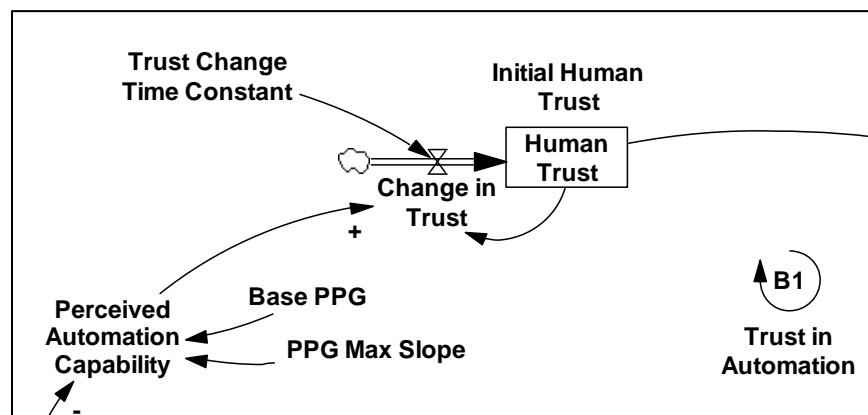 Trust Change
Time Constant
Initial Human
Trust
Human
Trust
Change in
Trust
+
B1
Trust in
Automation
Base PPG
PPG Max Slope
Perceived
Automation
Capability
-